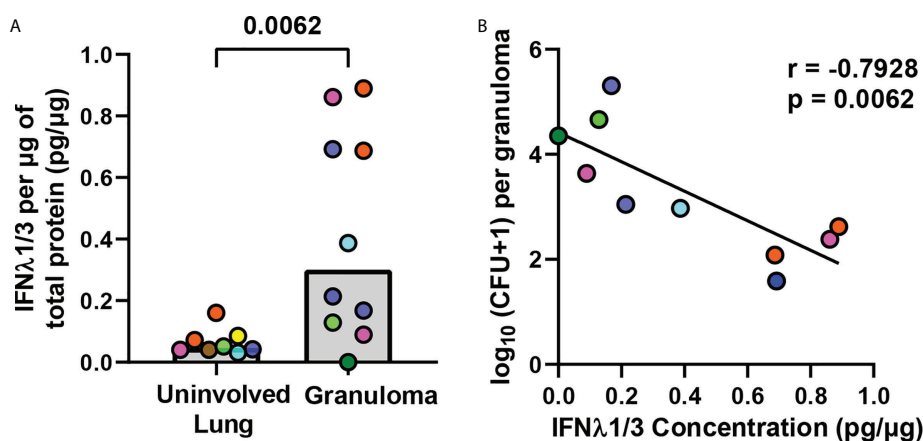 A
0.0062
IFNλ1/3 per µg of
total protein (pg/µg)
1.0
0.8
0.6
0.4
0.2
0.0
Uninvolved
Lung
Granuloma
B
r = -0.7928
p = 0.0062
log₁₀ (CFU+1) per granuloma
6
4
2
0
0.0 0.2 0.4 0.6 0.8 1.0
IFNλ1/3 Concentration (pg/µg)